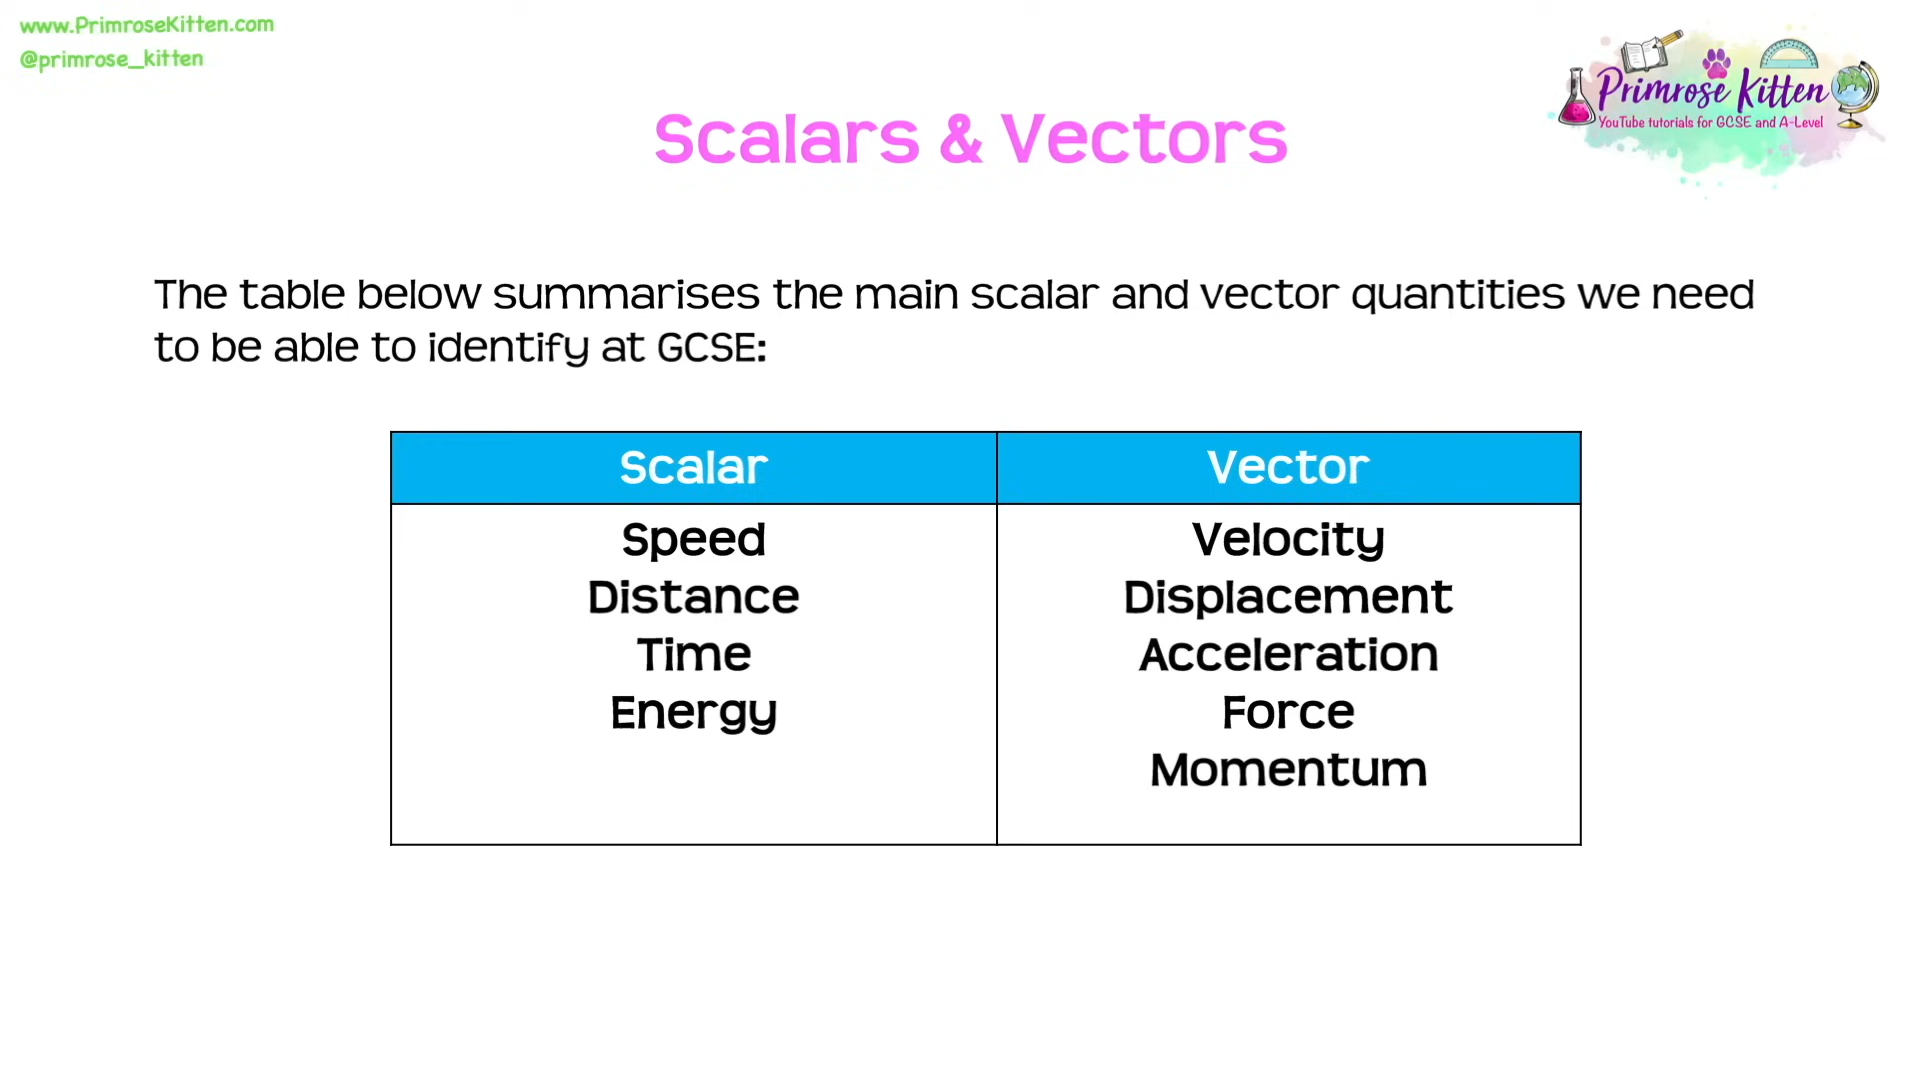 www.PrimroseKitten.com
@primrose_kitten
Primrose Kitten
YouTube tutorials for GCSE and A-Level
Scalars & Vectors
The table below summarises the main scalar and vector quantities we need
to be able to identify at GCSE:
Scalar
Vector
Speed
Distance
Time
Energy
Velocity
Displacement
Acceleration
Force
Momentum